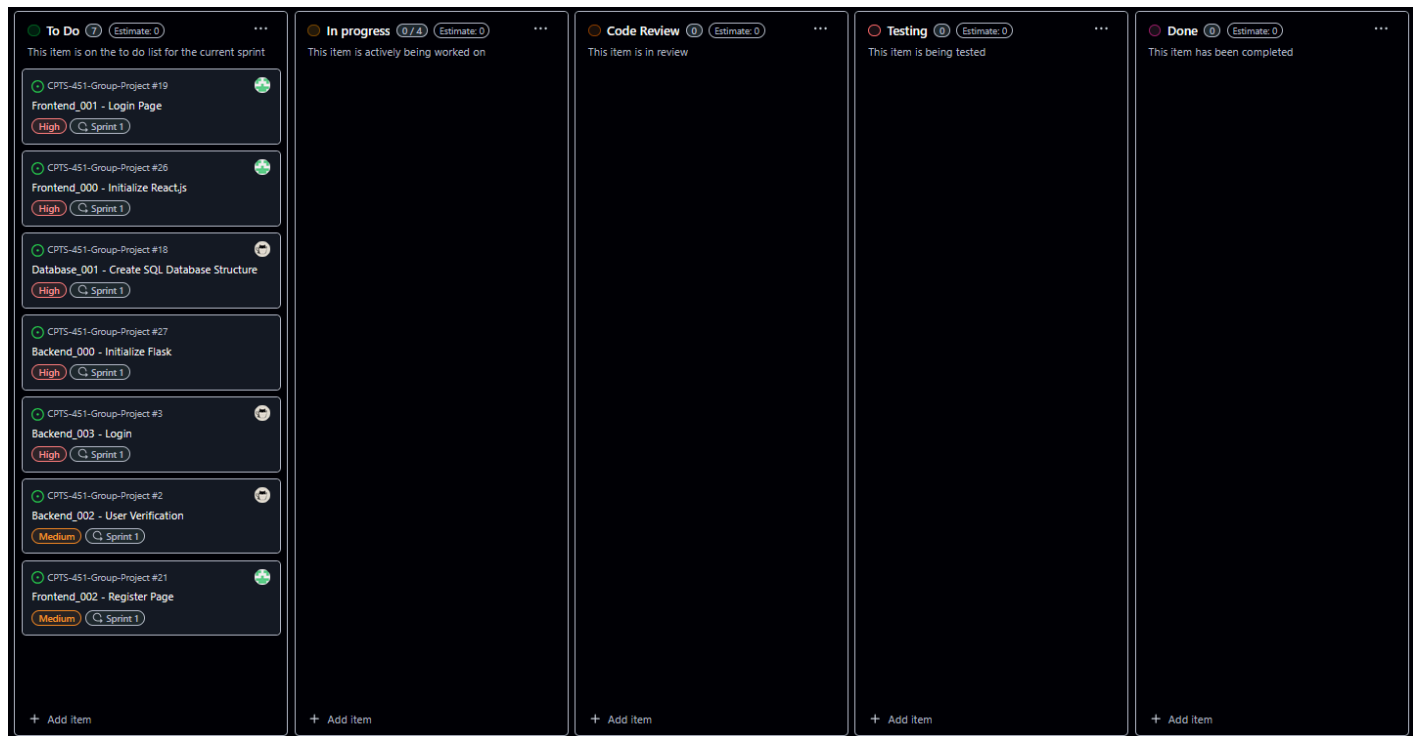 To Do 7 Estimate: 0 ...
This item is on the to do list for the current sprint
CPTS-451-Group-Project #19
Frontend_001 - Login Page
High Sprint 1
CPTS-451-Group-Project #26
Frontend_000 - Initialize React.js
High Sprint 1
CPTS-451-Group-Project #18
Database_001 - Create SQL Database Structure
High Sprint 1
CPTS-451-Group-Project #27
Backend_000 - Initialize Flask
High Sprint 1
CPTS-451-Group-Project #3
Backend_003 - Login
High Sprint 1
CPTS-451-Group-Project #2
Backend_002 - User Verification
Medium Sprint 1
CPTS-451-Group-Project #21
Frontend_002 - Register Page
Medium Sprint 1
+ Add item
In progress 0 / 4 Estimate: 0 ...
This item is actively being worked on
+ Add item
Code Review 0 Estimate: 0 ...
This item is in review
+ Add item
Testing 0 Estimate: 0 ...
This item is being tested
+ Add item
Done 0 Estimate: 0 ...
This item has been completed
+ Add item